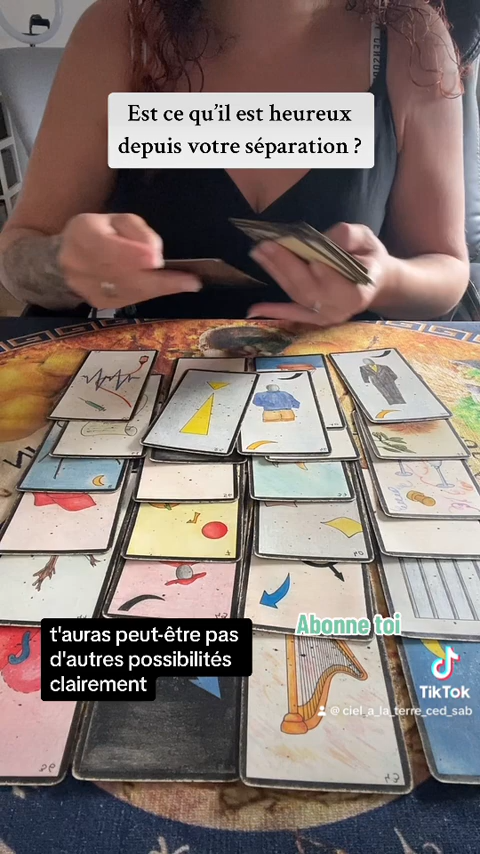 Est ce qu'il est heureux
depuis votre séparation ?
t'auras peut-être pas
d'autres possibilités
clairement
Abonne toi
TikTok
@ciel_a_la_terre_ced_sab